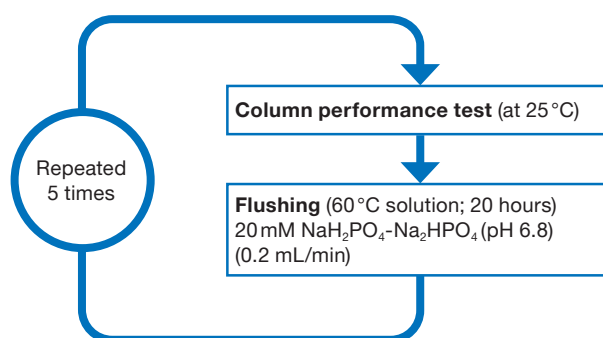 Column performance test (at 25 °C)
Repeated
5 times
Flushing (60 °C solution; 20 hours)
20 mM NaH₂PO₄-Na₂HPO₄ (pH 6.8)
(0.2 mL/min)